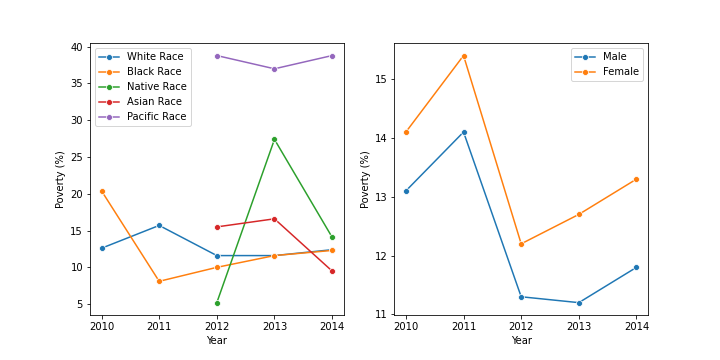 40
35
30
25
20
15
10
5
Poverty (%)
White Race
Black Race
Native Race
Asian Race
Pacific Race
2010 2011 2012 2013 2014
Year
15
14
13
12
11
Poverty (%)
Male
Female
2010 2011 2012 2013 2014
Year